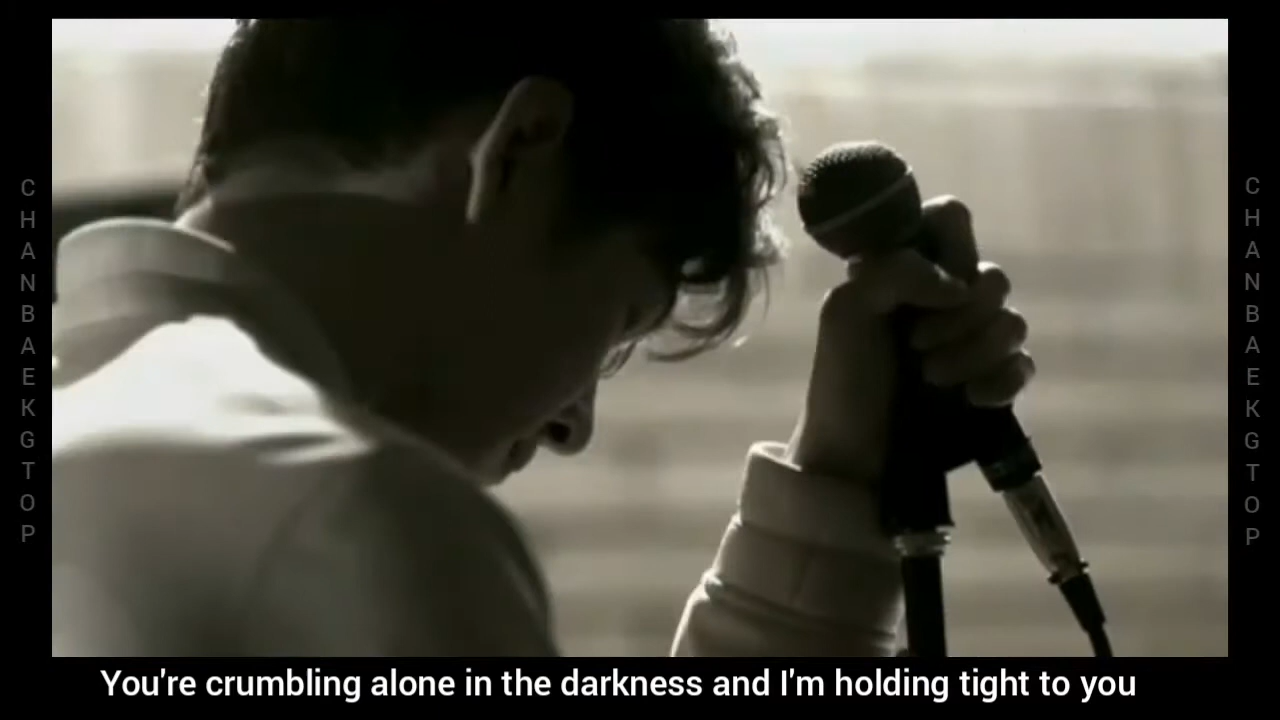 CHANBAEKGTOP
CHANBAEKGTOP
You're crumbling alone in the darkness and I'm holding tight to you